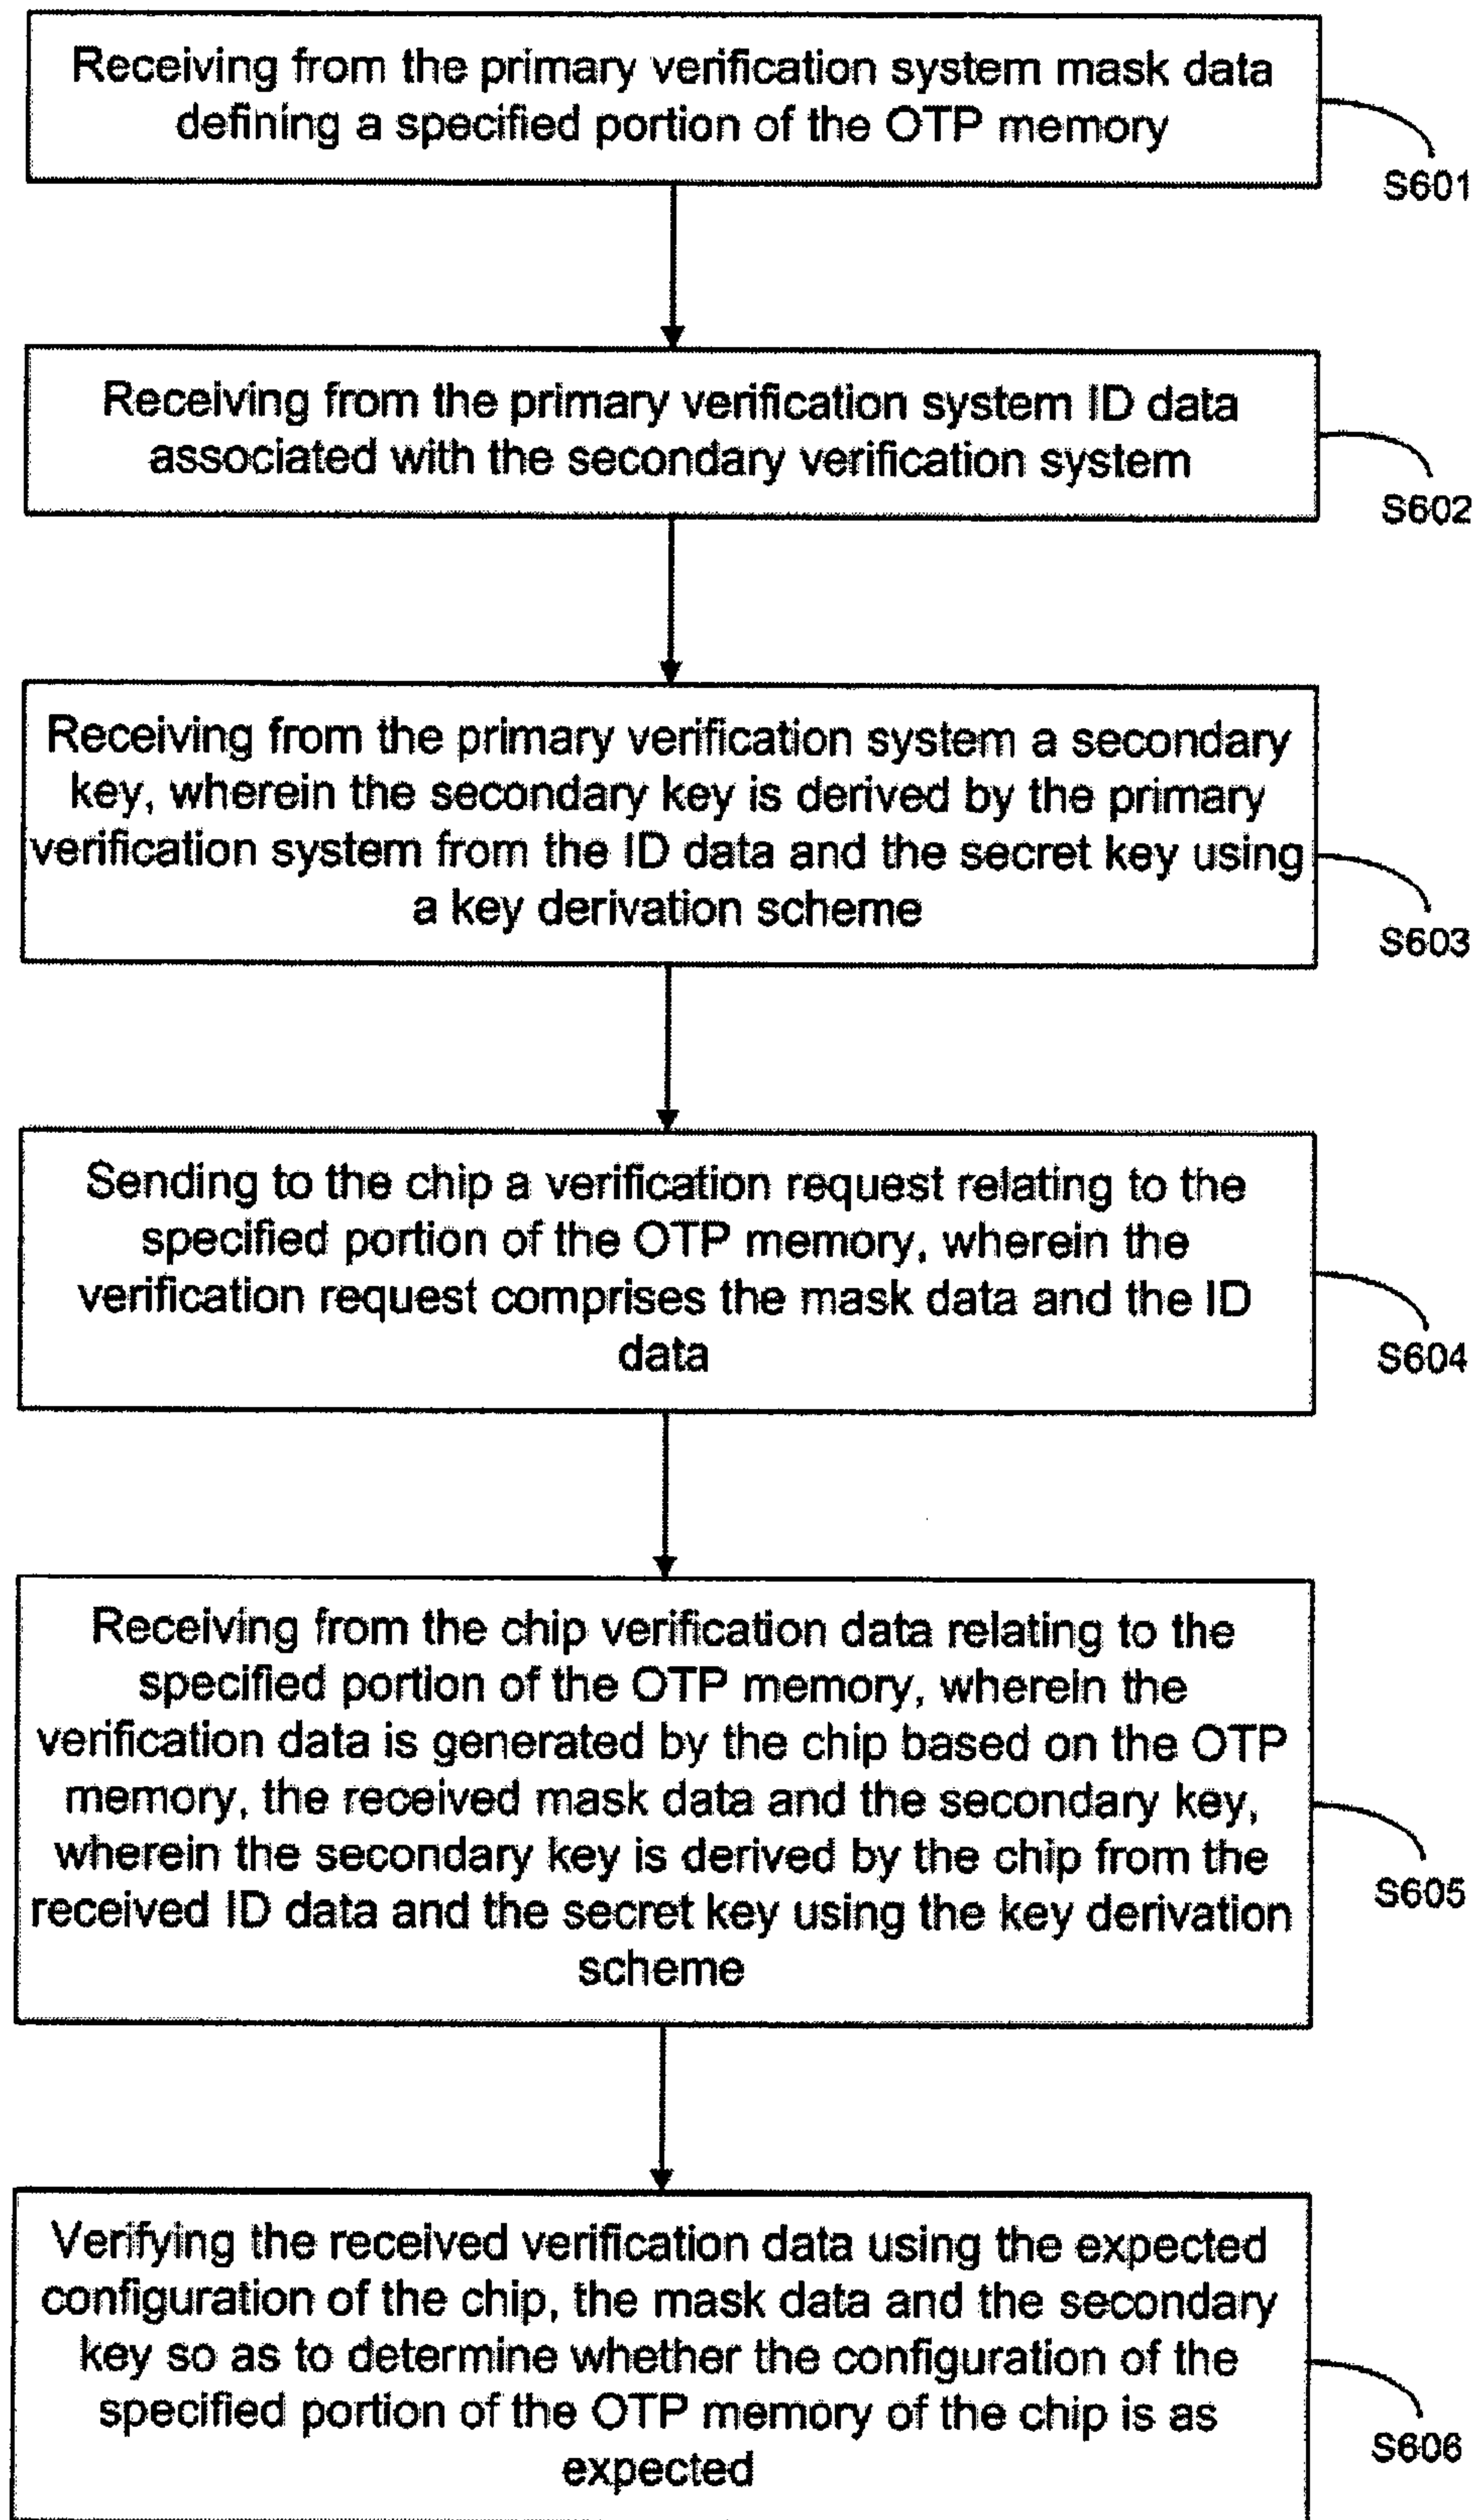 Receiving from the primary verification system mask data
defining a specified portion of the OTP memory
S601
Receiving from the primary verification system ID data
associated with the secondary verification system
S602
Receiving from the primary verification system a secondary
key, wherein the secondary key is derived by the primary
verification system from the ID data and the secret key using
a key derivation scheme
S603
Sending to the chip a verification request relating to the
specified portion of the OTP memory, wherein the
verification request comprises the mask data and the ID
data
S604
Receiving from the chip verification data relating to the
specified portion of the OTP memory, wherein the
verification data is generated by the chip based on the OTP
memory, the received mask data and the secondary key,
wherein the secondary key is derived by the chip from the
received ID data and the secret key using the key derivation
scheme
S605
Verifying the received verification data using the expected
configuration of the chip, the mask data and the secondary
key so as to determine whether the configuration of the
specified portion of the OTP memory of the chip is as
expected
S606